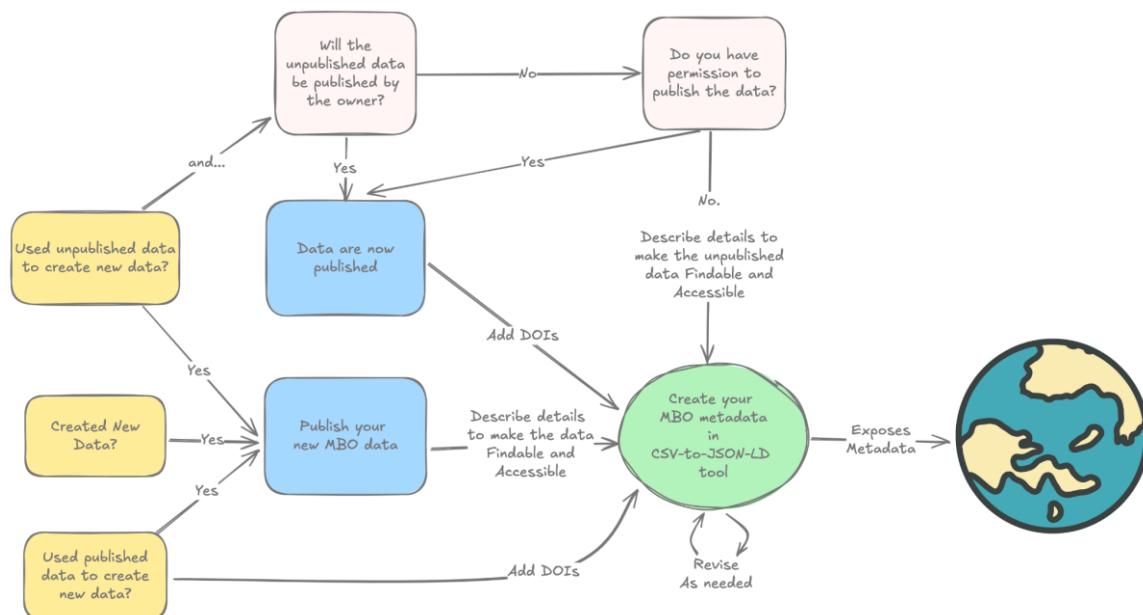 Will the
unpublished data
be published by
the owner?
No
Do you have
permission to
publish the data?
and...
Yes
Yes
No.
Used unpublished data
to create new data?
Data are now
published
Describe details to
make the unpublished
data Findable and
Accessible
Add DOIs
Yes
Created New
Data?
Yes
Publish your
new MBO data
Describe details
to make the data
Findable and
Accessible
Create your
MBO metadata
in
CSV-to-JSON-LD
tool
Exposes
Metadata
Yes
Used published
data to create
new data?
Add DOIs
Revise
As needed